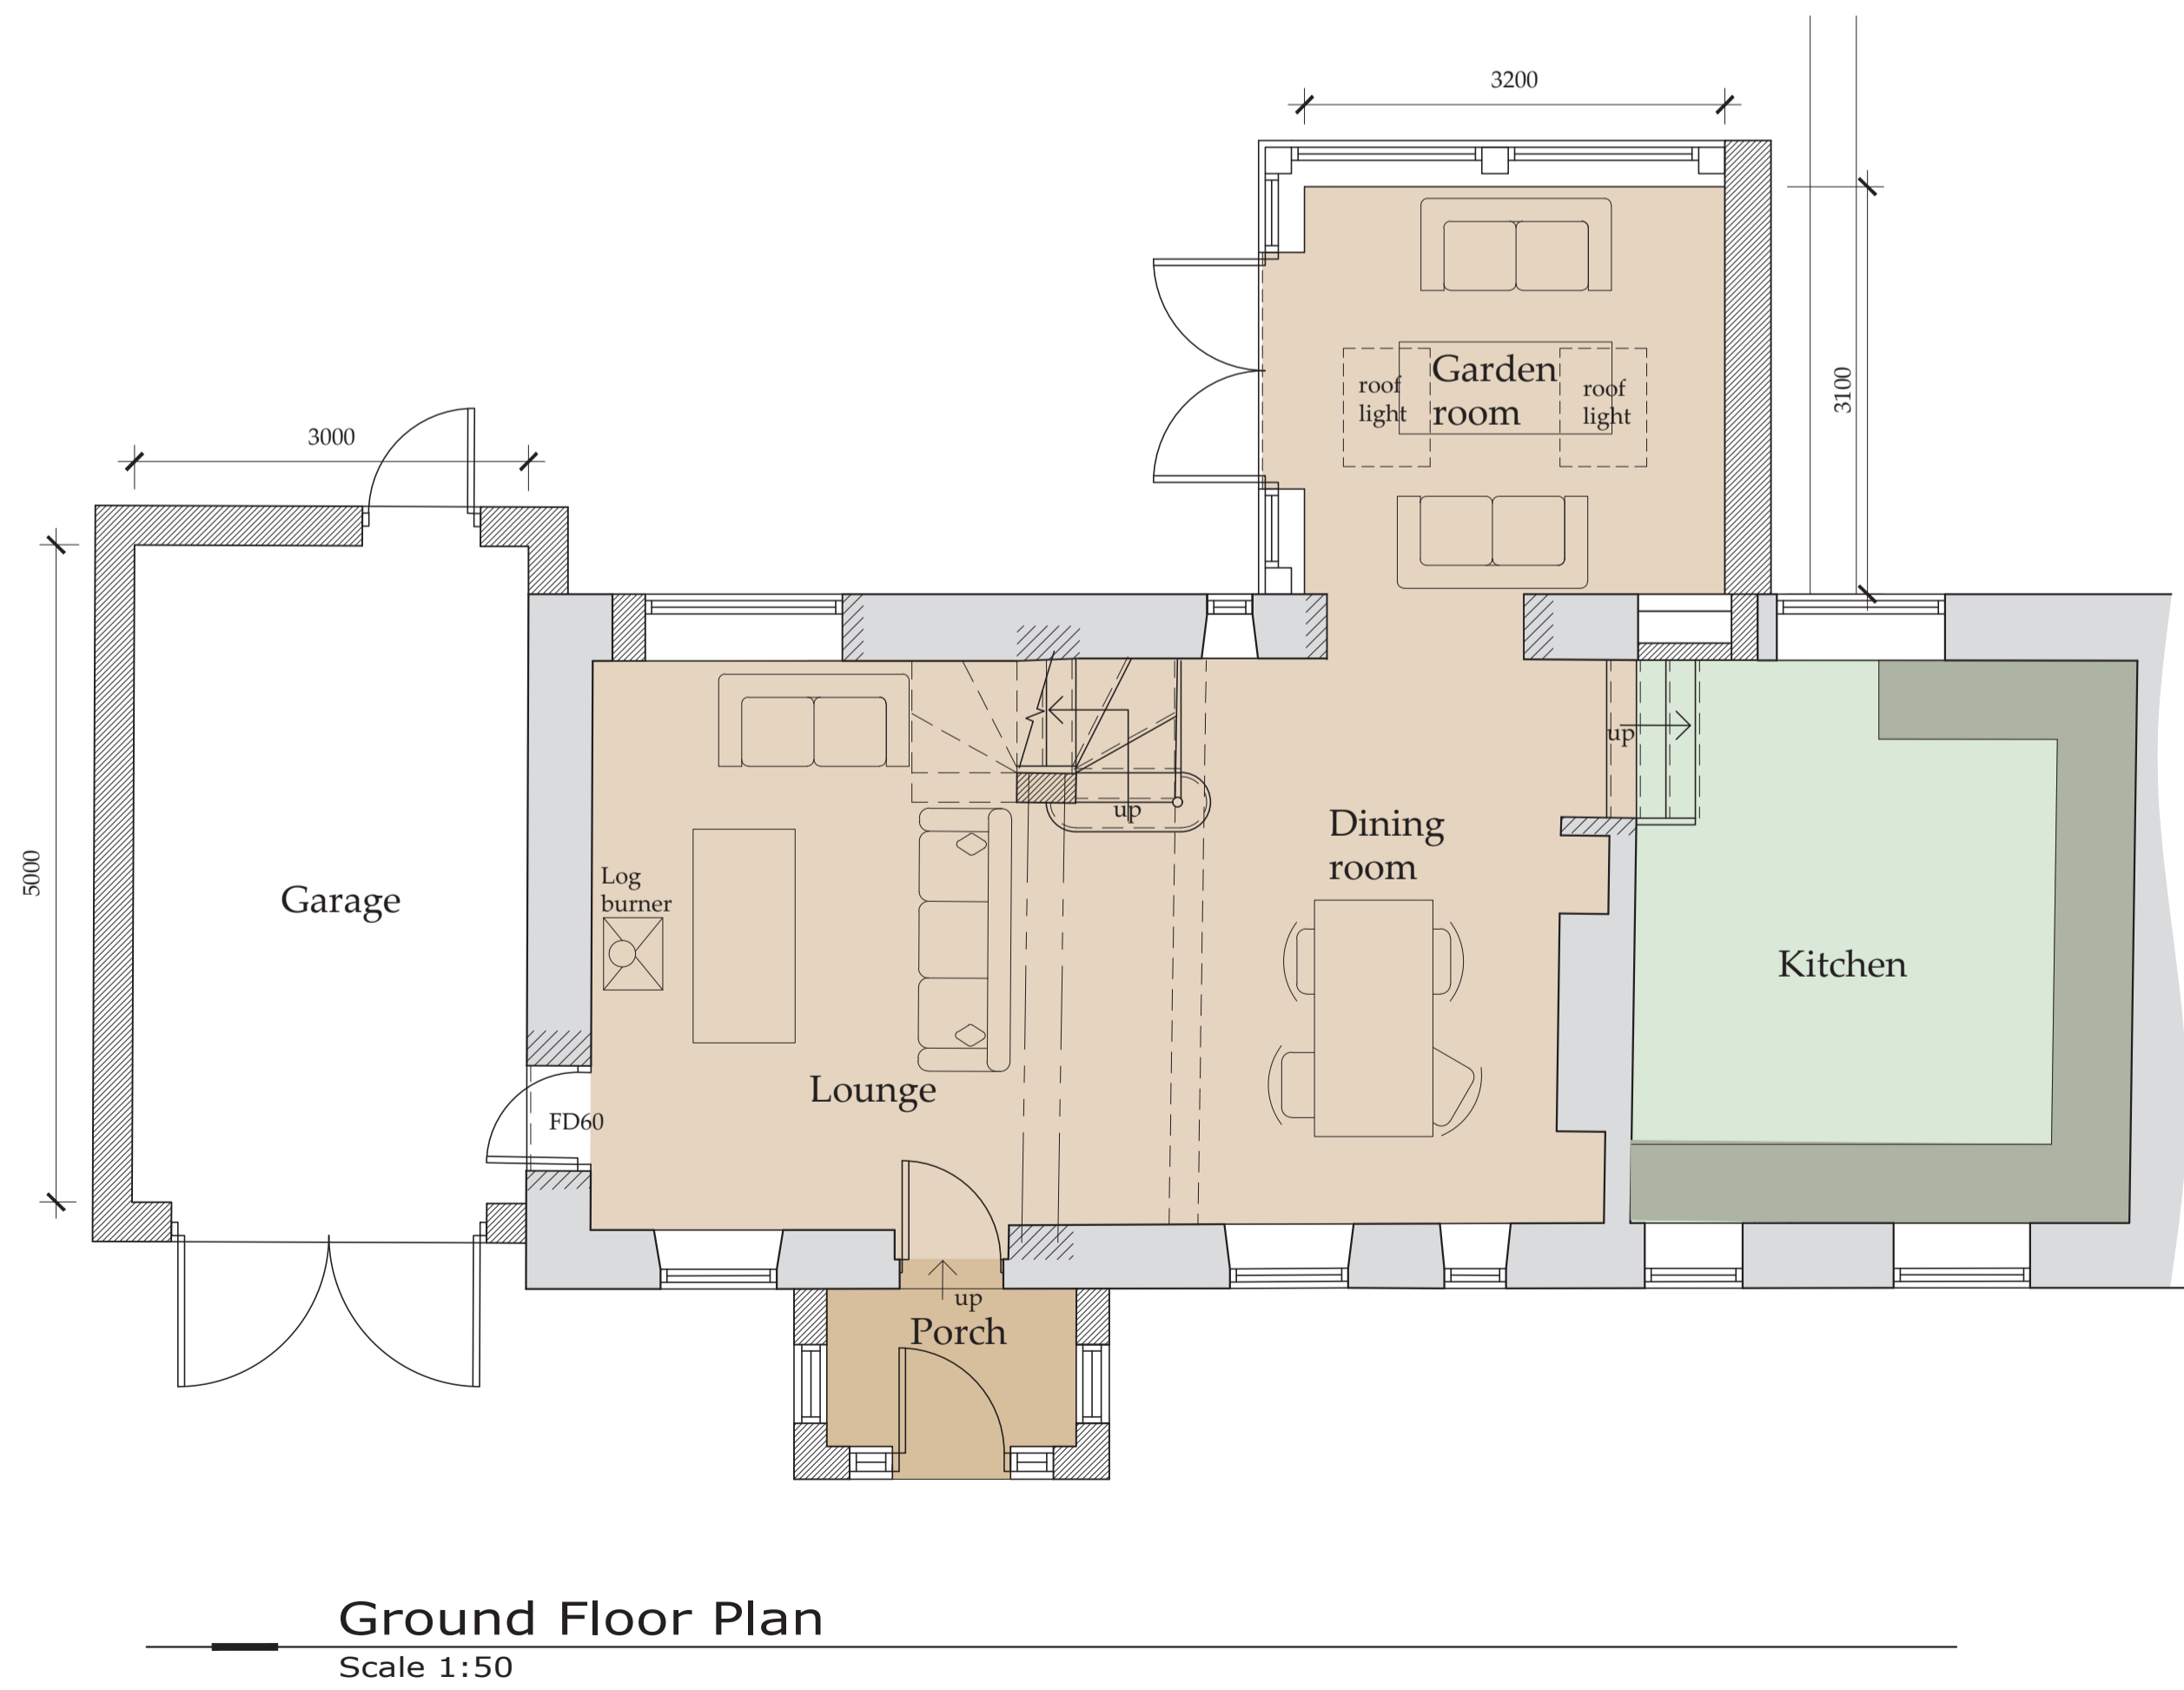 3200
3100
Garden
room
roof
light
roof
light
3000
5000
Garage
Log
burner
up
up
Dining
room
Kitchen
Lounge
FD60
up
Porch
Ground Floor Plan
Scale 1:50